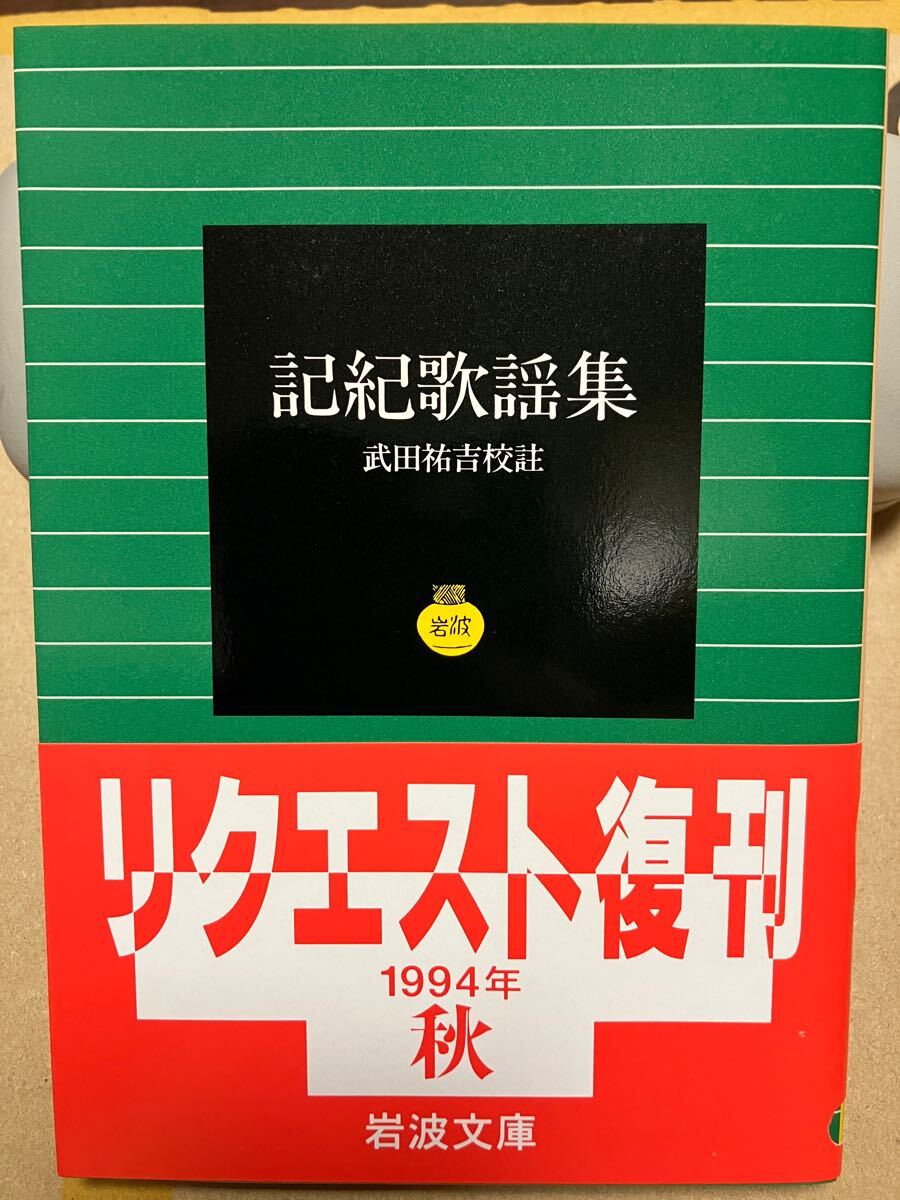 記紀歌謡集
武田祐吉校註
岩波
リクエスト復刊
1994年
秋
岩波文庫